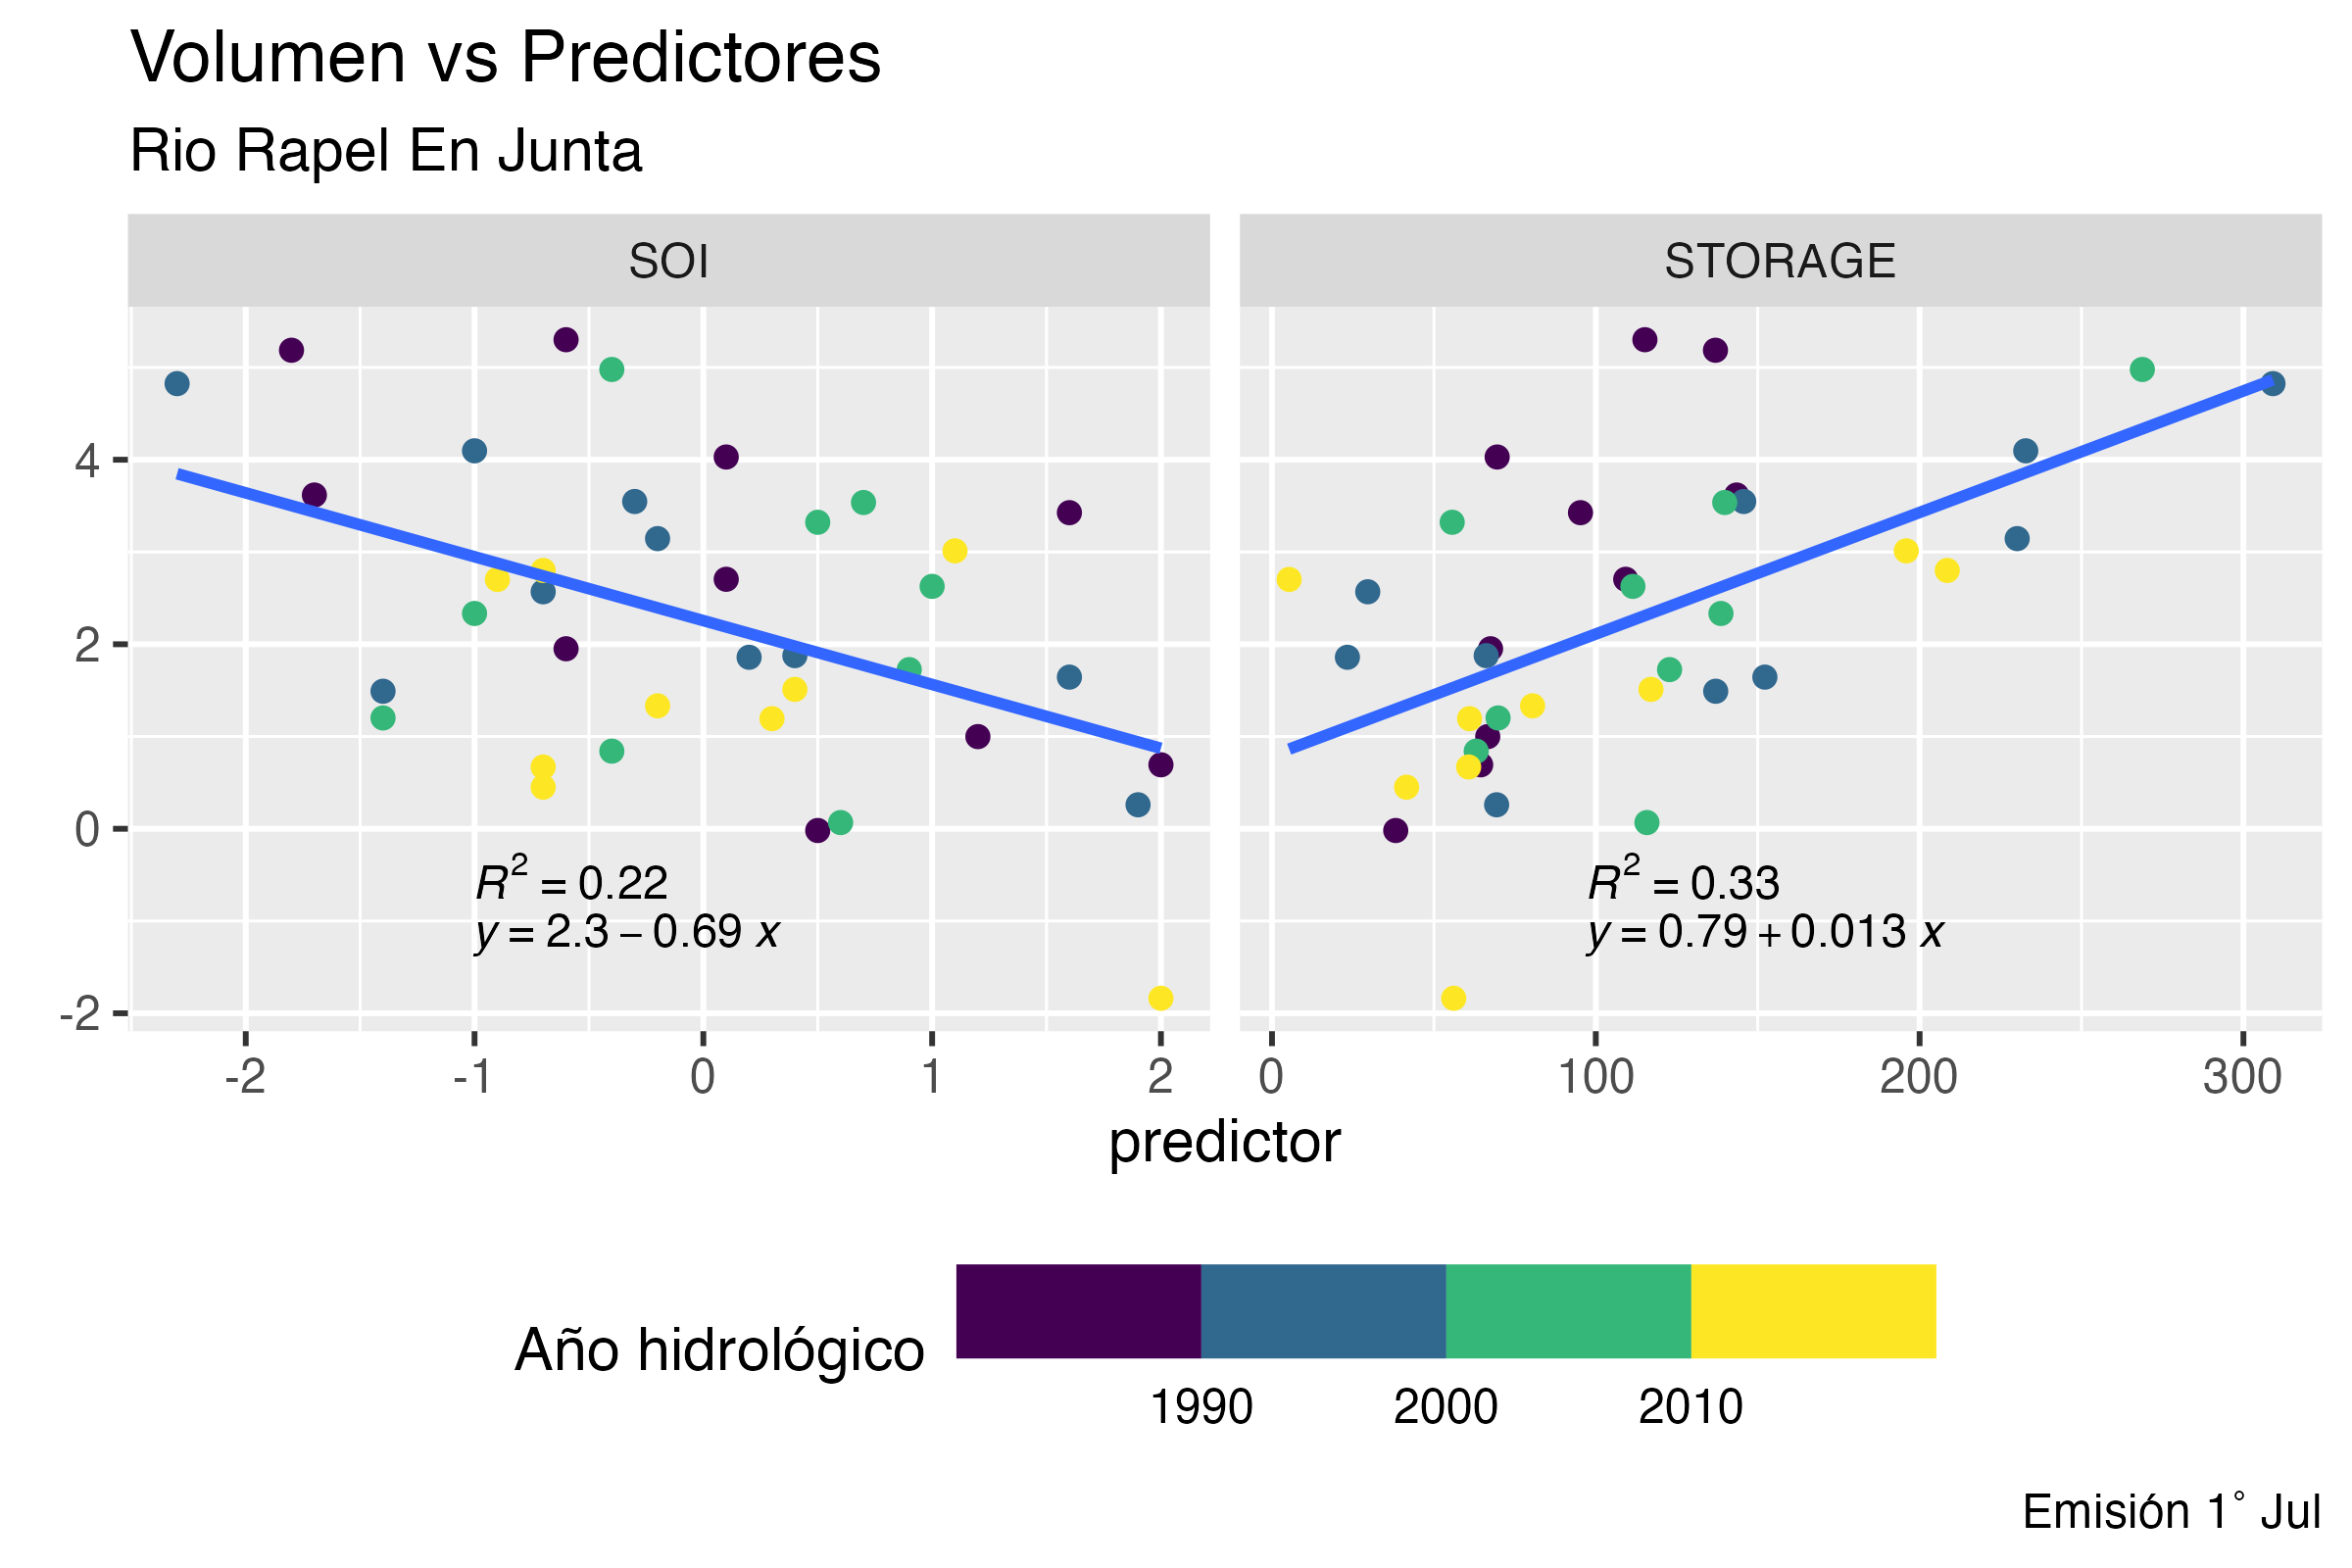 Volumen vs Predictores
Rio Rapel En Junta
SOI
STORAGE
4
2
0
-2
R² = 0.22
y = 2.3 − 0.69 x
R² = 0.33
y = 0.79 + 0.013 x
-2 -1 0 1 2
0 100 200 300
predictor
Año hidrológico
1990 2000 2010
Emisión 1° Jul